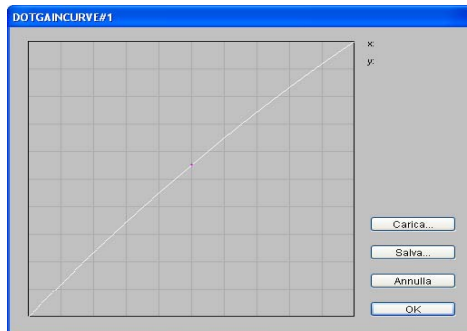 DOTGAINCURVE#1
x:
y:
Carica...
Salva...
Annulla
OK